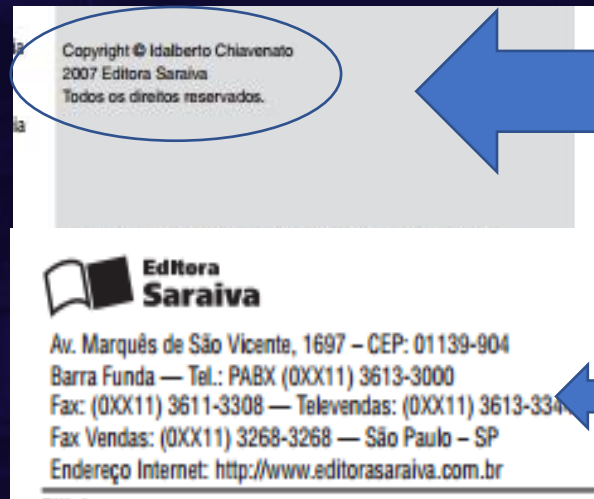 ia
Copyright © Idalberto Chiavenato
2007 Editora Saraiva
Todos os direitos reservados.
ia
Editora
Saraiva
Av. Marquês de São Vicente, 1697 – CEP: 01139-904
Barra Funda — Tel.: PABX (0XX11) 3613-3000
Fax: (0XX11) 3611-3308 — Televendas: (0XX11)
Fax Vendas: (0XX11) 3268-3268 — São Paulo – SP
Endereço Internet: http://www.editorasaraiva.com.br